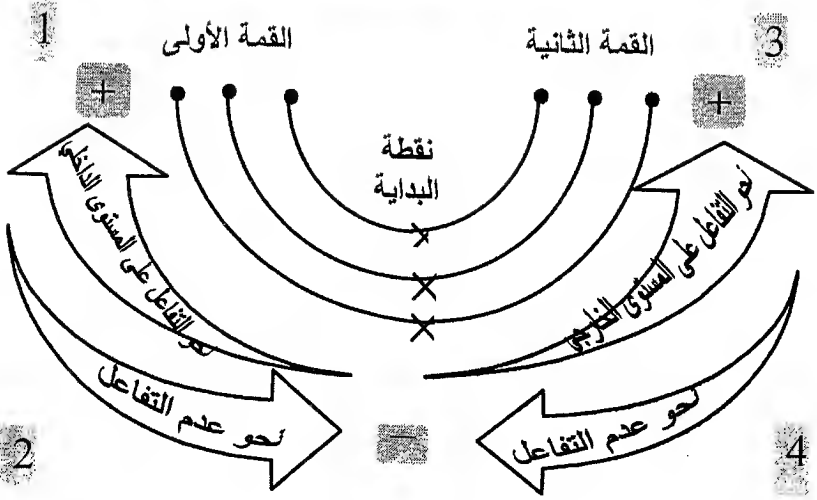 1
القمة الأولى
القمة الثانية
3
+
+
نقطة
البداية
نحو التفاعل على المستوى الداخلي
نحو التفاعل على المستوى الخارجي
نحو عدم التفاعل
نحو عدم التفاعل
2
−
4